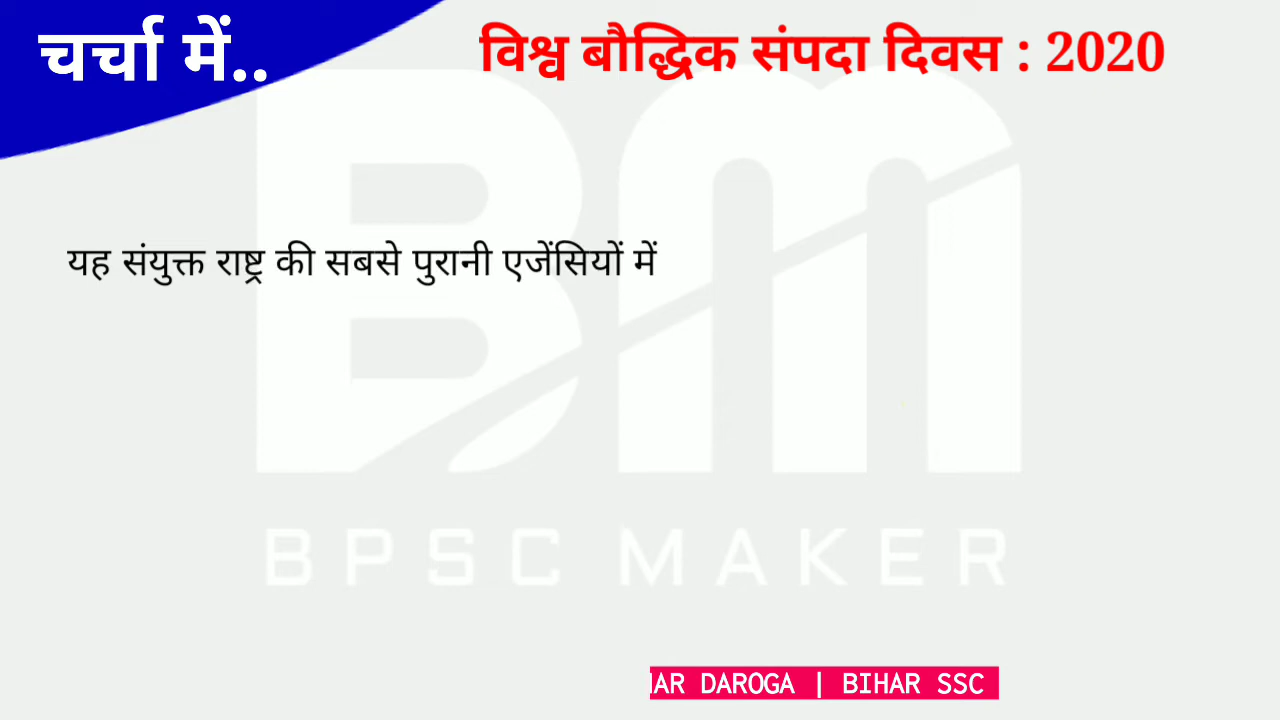 चर्चा में..
विश्व बौद्धिक संपदा दिवस : 2020
यह संयुक्त राष्ट्र की सबसे पुरानी एजेंसियों में
BPSC MAKER
DAROGA | BIHAR SSC